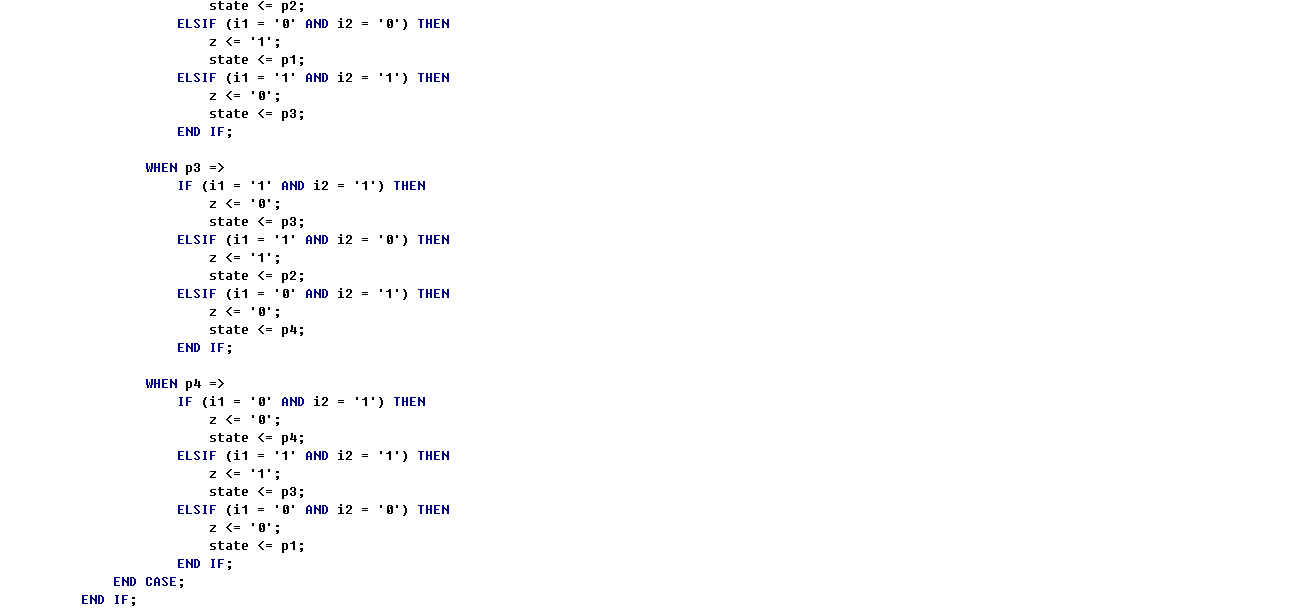 state <= p2;
ELSIF (i1 = '0' AND i2 = '0') THEN
z <= '1';
state <= p1;
ELSIF (i1 = '1' AND i2 = '1') THEN
z <= '0';
state <= p3;
END IF;
WHEN p3 =>
IF (i1 = '1' AND i2 = '1') THEN
z <= '0';
state <= p3;
ELSIF (i1 = '1' AND i2 = '0') THEN
z <= '1';
state <= p2;
ELSIF (i1 = '0' AND i2 = '1') THEN
z <= '0';
state <= p4;
END IF;
WHEN p4 =>
IF (i1 = '0' AND i2 = '1') THEN
z <= '0';
state <= p4;
ELSIF (i1 = '1' AND i2 = '1') THEN
z <= '1';
state <= p3;
ELSIF (i1 = '0' AND i2 = '0') THEN
z <= '0';
state <= p1;
END IF;
END CASE;
END IF;